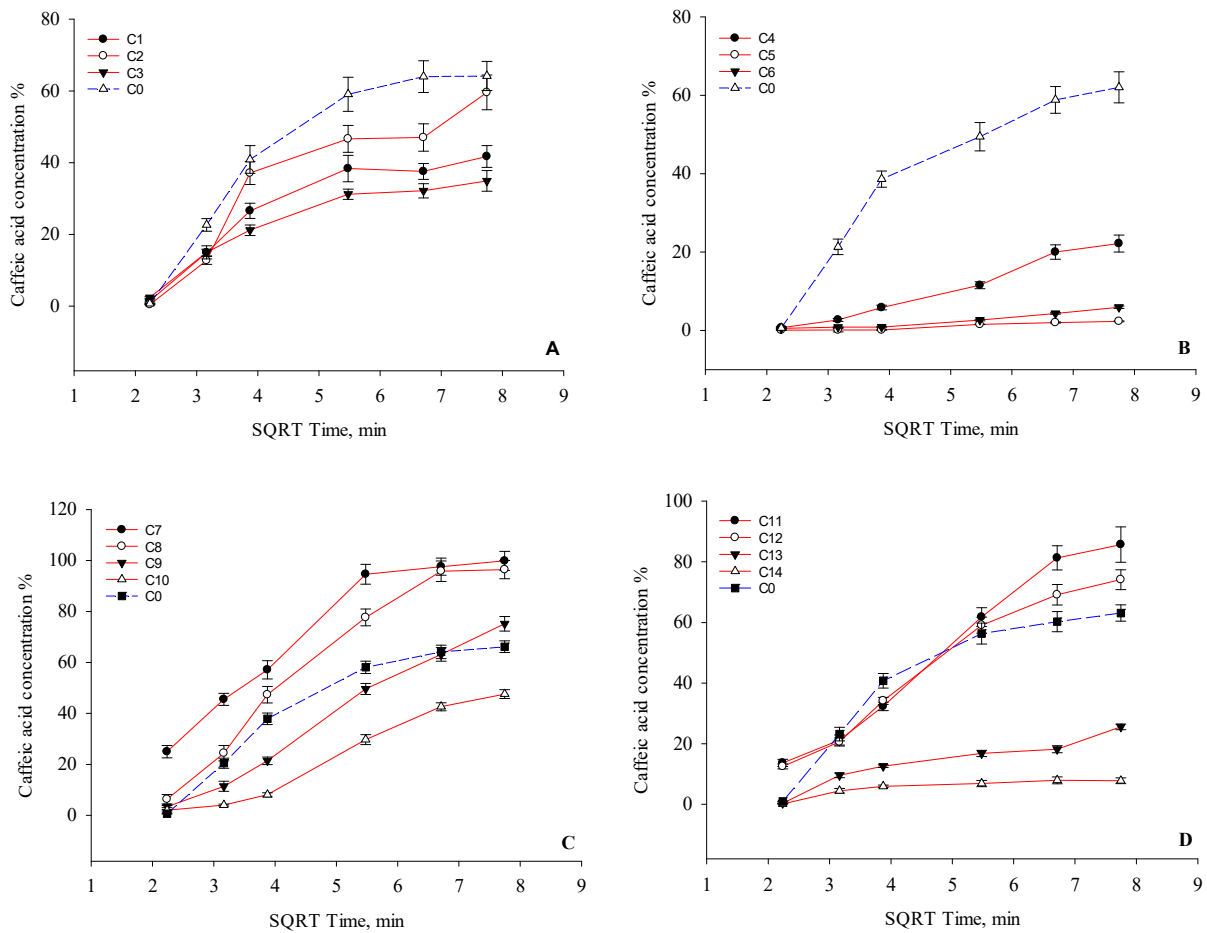 80
60
40
20
0
Caffeic acid concentration %
C1
C2
C3
C0
A
1 2 3 4 5 6 7 8 9
SQRT Time, min
80
60
40
20
0
Caffeic acid concentration %
C4
C5
C6
C0
B
1 2 3 4 5 6 7 8 9
SQRT Time, min
120
100
80
60
40
20
0
Caffeic acid concentration %
C7
C8
C9
C10
C0
C
1 2 3 4 5 6 7 8 9
SQRT Time, min
100
80
60
40
20
0
Caffeic acid concentration %
C11
C12
C13
C14
C0
D
1 2 3 4 5 6 7 8 9
SQRT Time, min